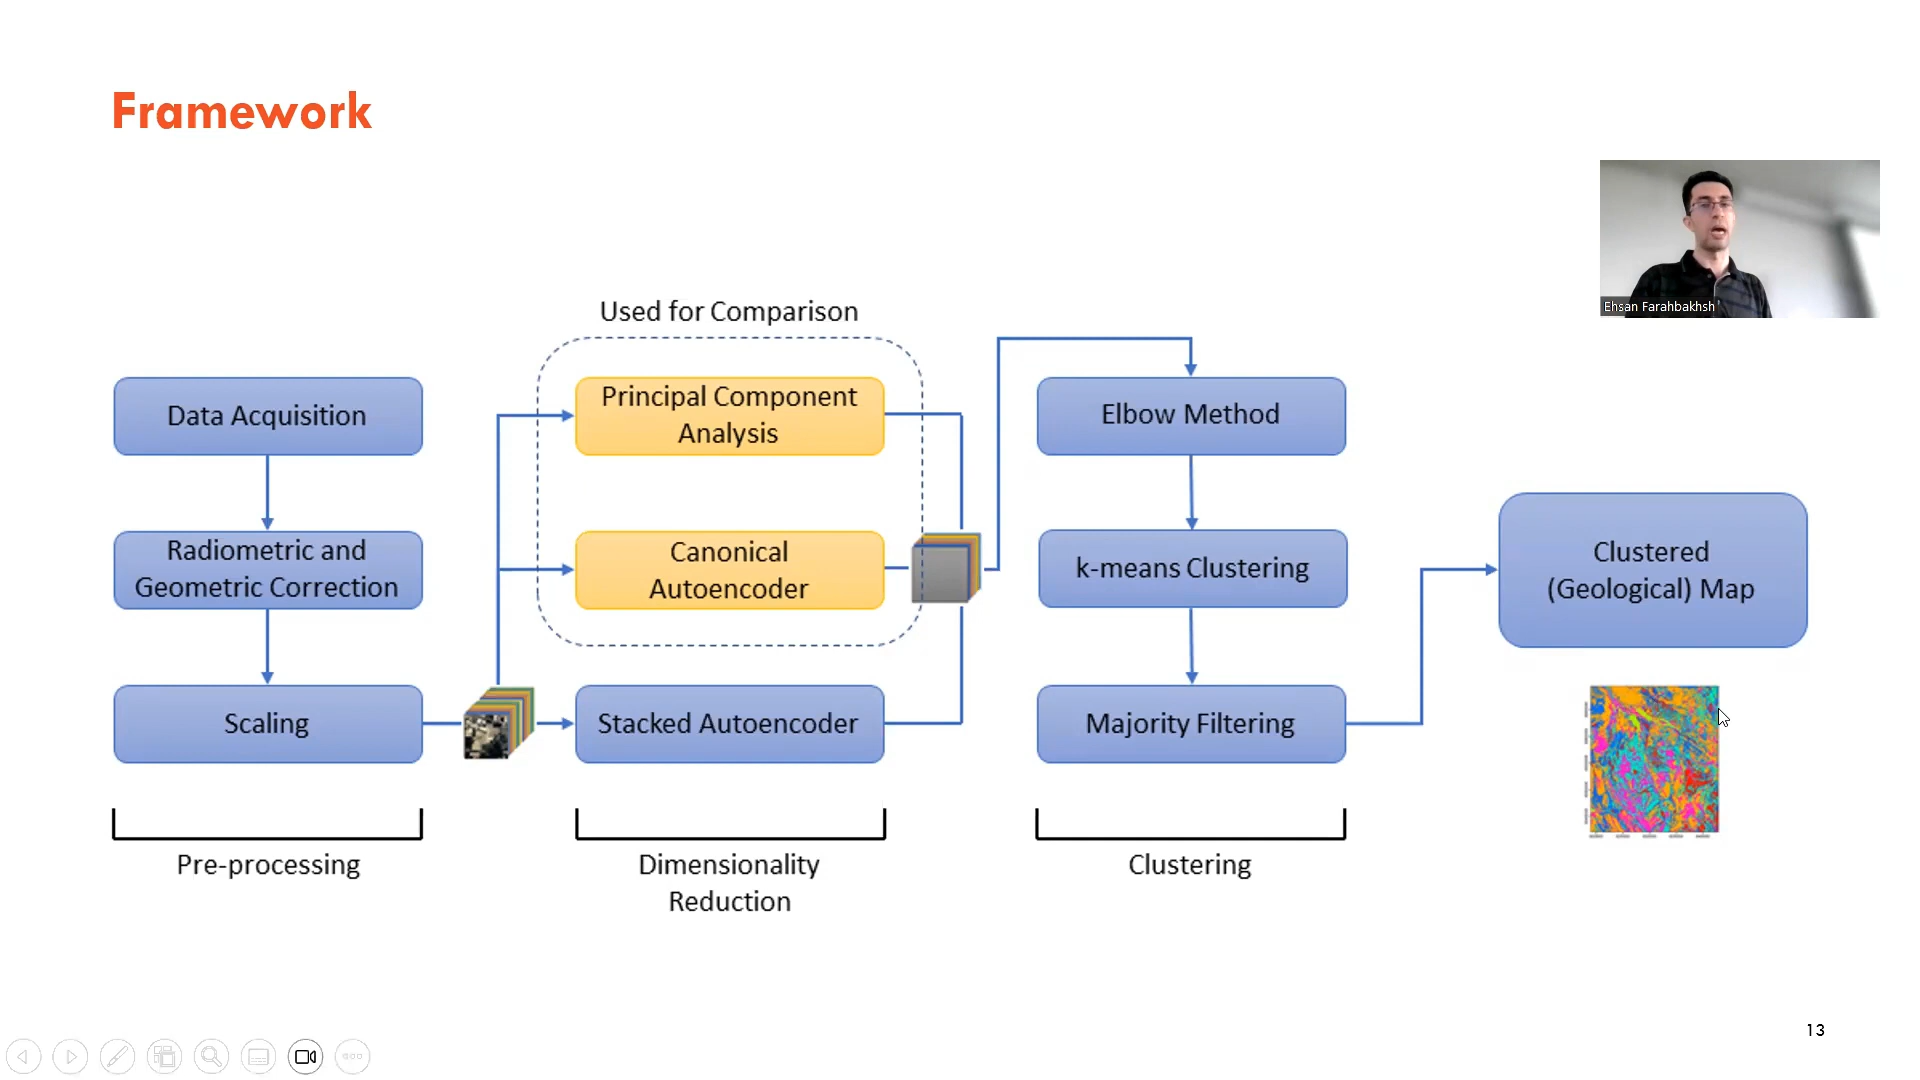 Framework
Ehsan Farahbakhsh
Used for Comparison
Data Acquisition
Radiometric and
Geometric Correction
Scaling
Pre-processing
Principal Component
Analysis
Canonical
Autoencoder
Stacked Autoencoder
Dimensionality
Reduction
Elbow Method
k-means Clustering
Majority Filtering
Clustering
Clustered
(Geological) Map
13